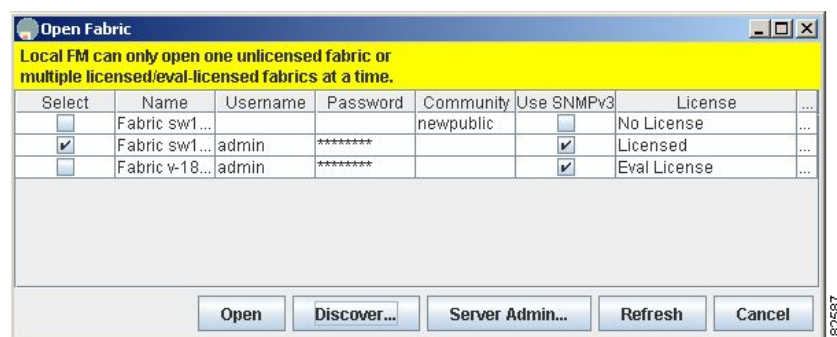 Open Fabric
Local FM can only open one unlicensed fabric or
multiple licensed/eval-licensed fabrics at a time.
Select Name Username Password Community Use SNMPv3 License ...
Fabric sw1... newpublic No License ...
Fabric sw1... admin ******** Licensed ...
Fabric v-18... admin ******** Eval License ...
Open Discover... Server Admin... Refresh Cancel